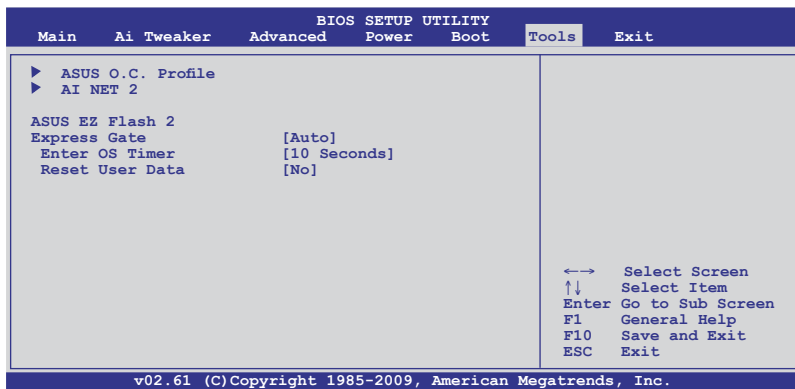 BIOS SETUP UTILITY
Main Ai Tweaker Advanced Power Boot Tools Exit
ASUS O.C. Profile
AI NET 2
ASUS EZ Flash 2
Express Gate [Auto]
Enter OS Timer [10 Seconds]
Reset User Data [No]
←→ Select Screen
↑↓ Select Item
Enter Go to Sub Screen
F1 General Help
F10 Save and Exit
ESC Exit
v02.61 (C)Copyright 1985-2009, American Megatrends, Inc.